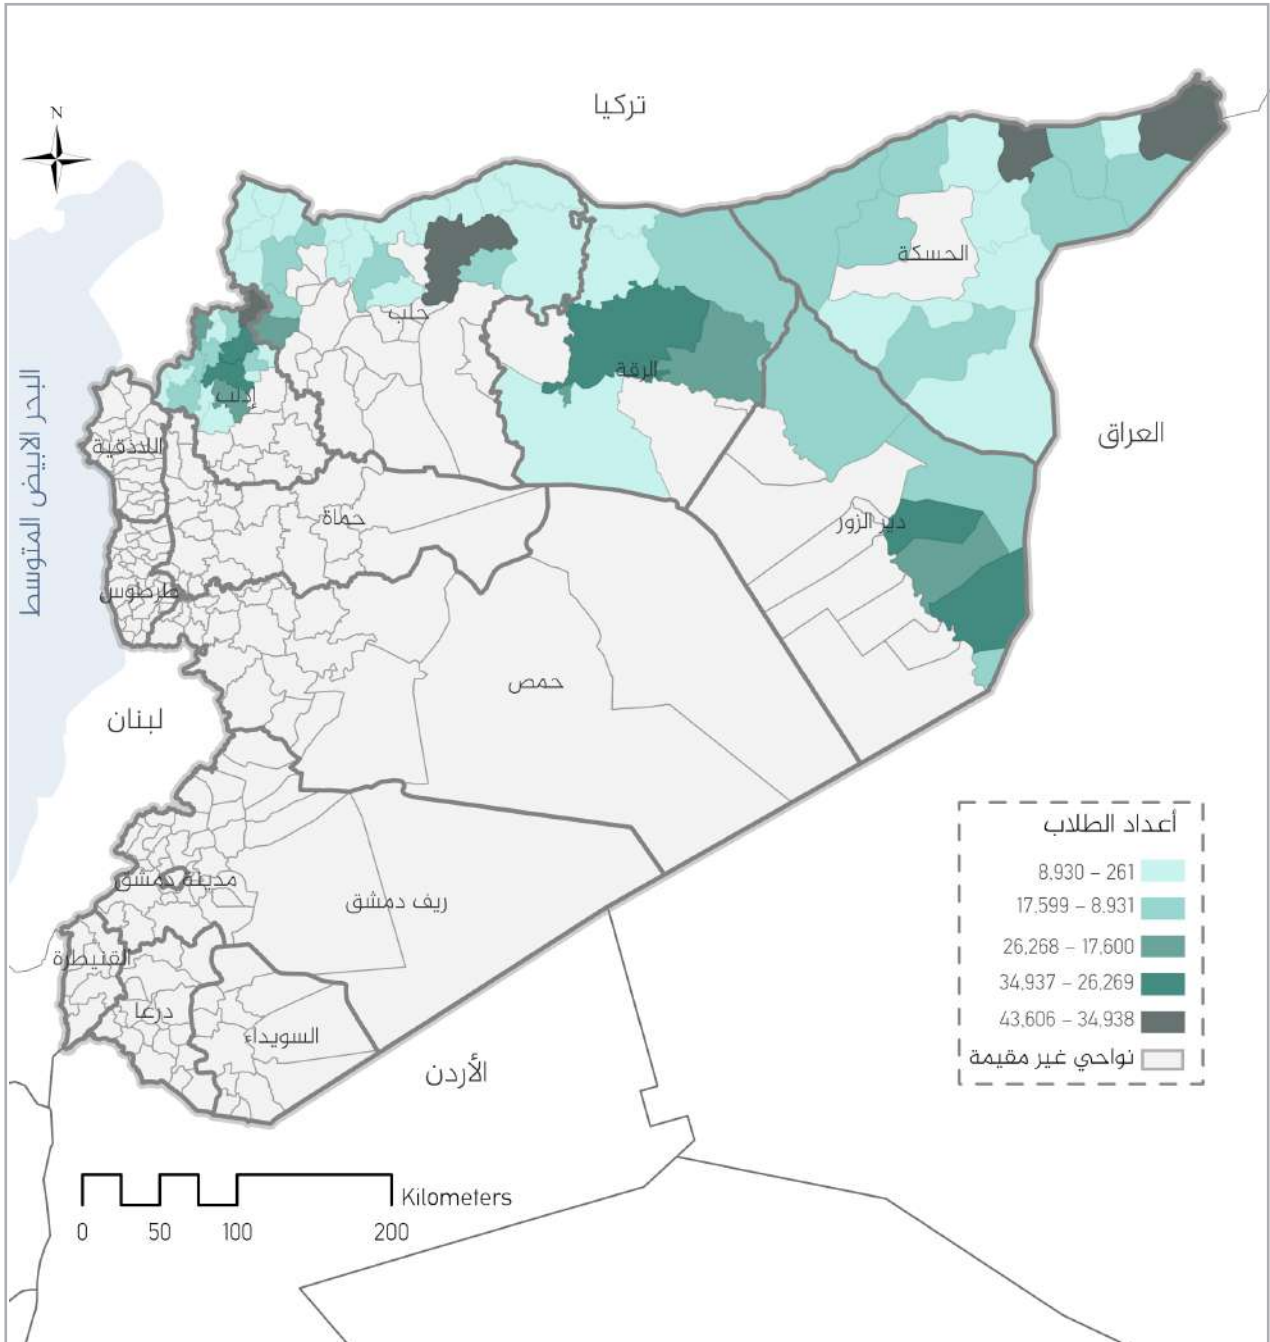 تركيا
N
الحسكة
حلب
الرقة
إدلب
العراق
البحر الابيض المتوسط
اللاذقية
حماة
دير الزور
طرطوس
حمص
لبنان
مدينة دمشق
ريف دمشق
القنيطرة
درعا
السويداء
الأردن
أعداد الطلاب
261 – 8,930
8,931 – 17,599
17,600 – 26,268
26,269 – 34,937
34,938 – 43,606
نواحي غير مقيمة
Kilometers
0 50 100 200